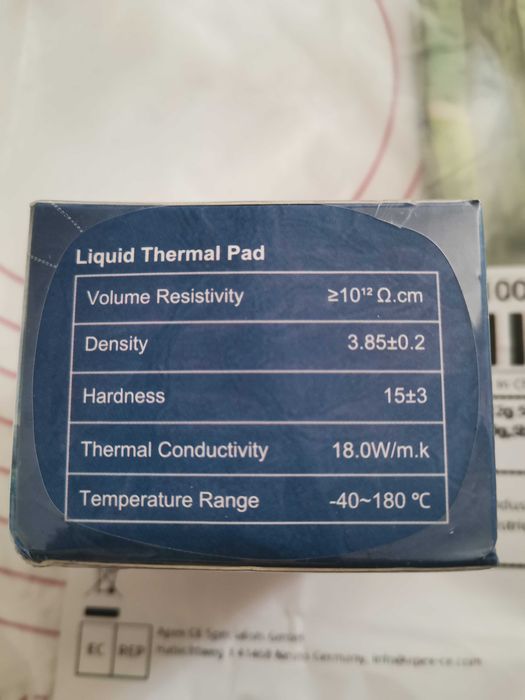 Liquid Thermal Pad
Volume Resistivity ≥10¹² Ω.cm
Density 3.85±0.2
Hardness 15±3
Thermal Conductivity 18.0W/m.k
Temperature Range -40~180 ℃
EC REP